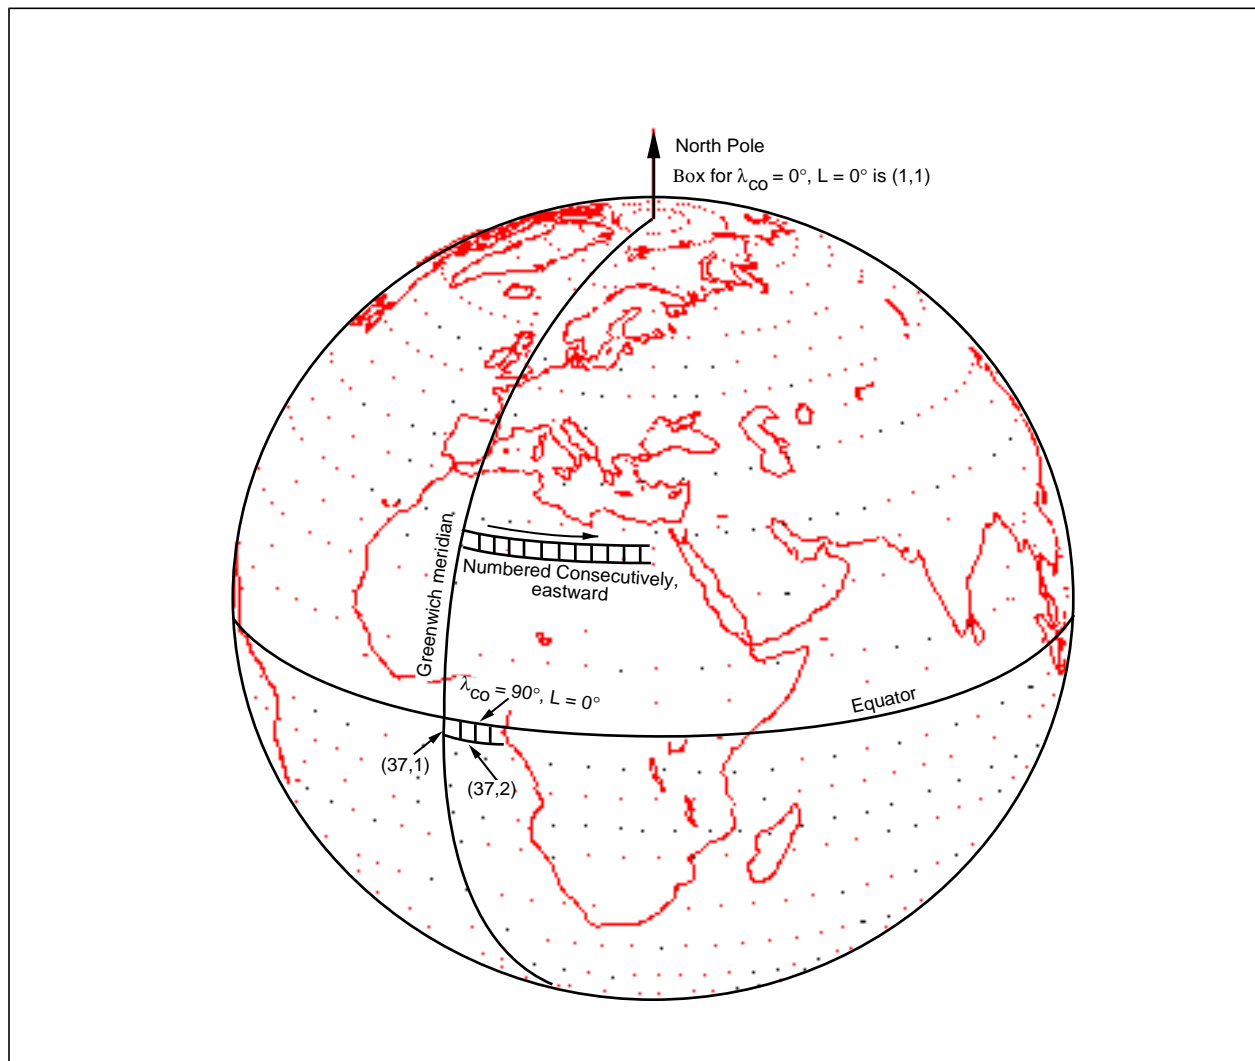 North Pole
Box for λco = 0°, L = 0° is (1,1)
Greenwich meridian
Numbered Consecutively,
eastward
λco = 90°, L = 0°
Equator
(37,1)
(37,2)